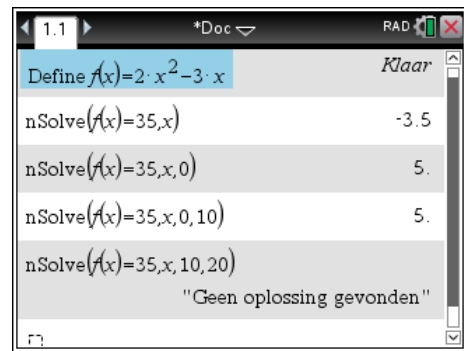 1.1 *Doc RAD
Define f(x)=2·x²−3·x Klaar
nSolve(f(x)=35,x) -3.5
nSolve(f(x)=35,x,0) 5.
nSolve(f(x)=35,x,0,10) 5.
nSolve(f(x)=35,x,10,20)
"Geen oplossing gevonden"